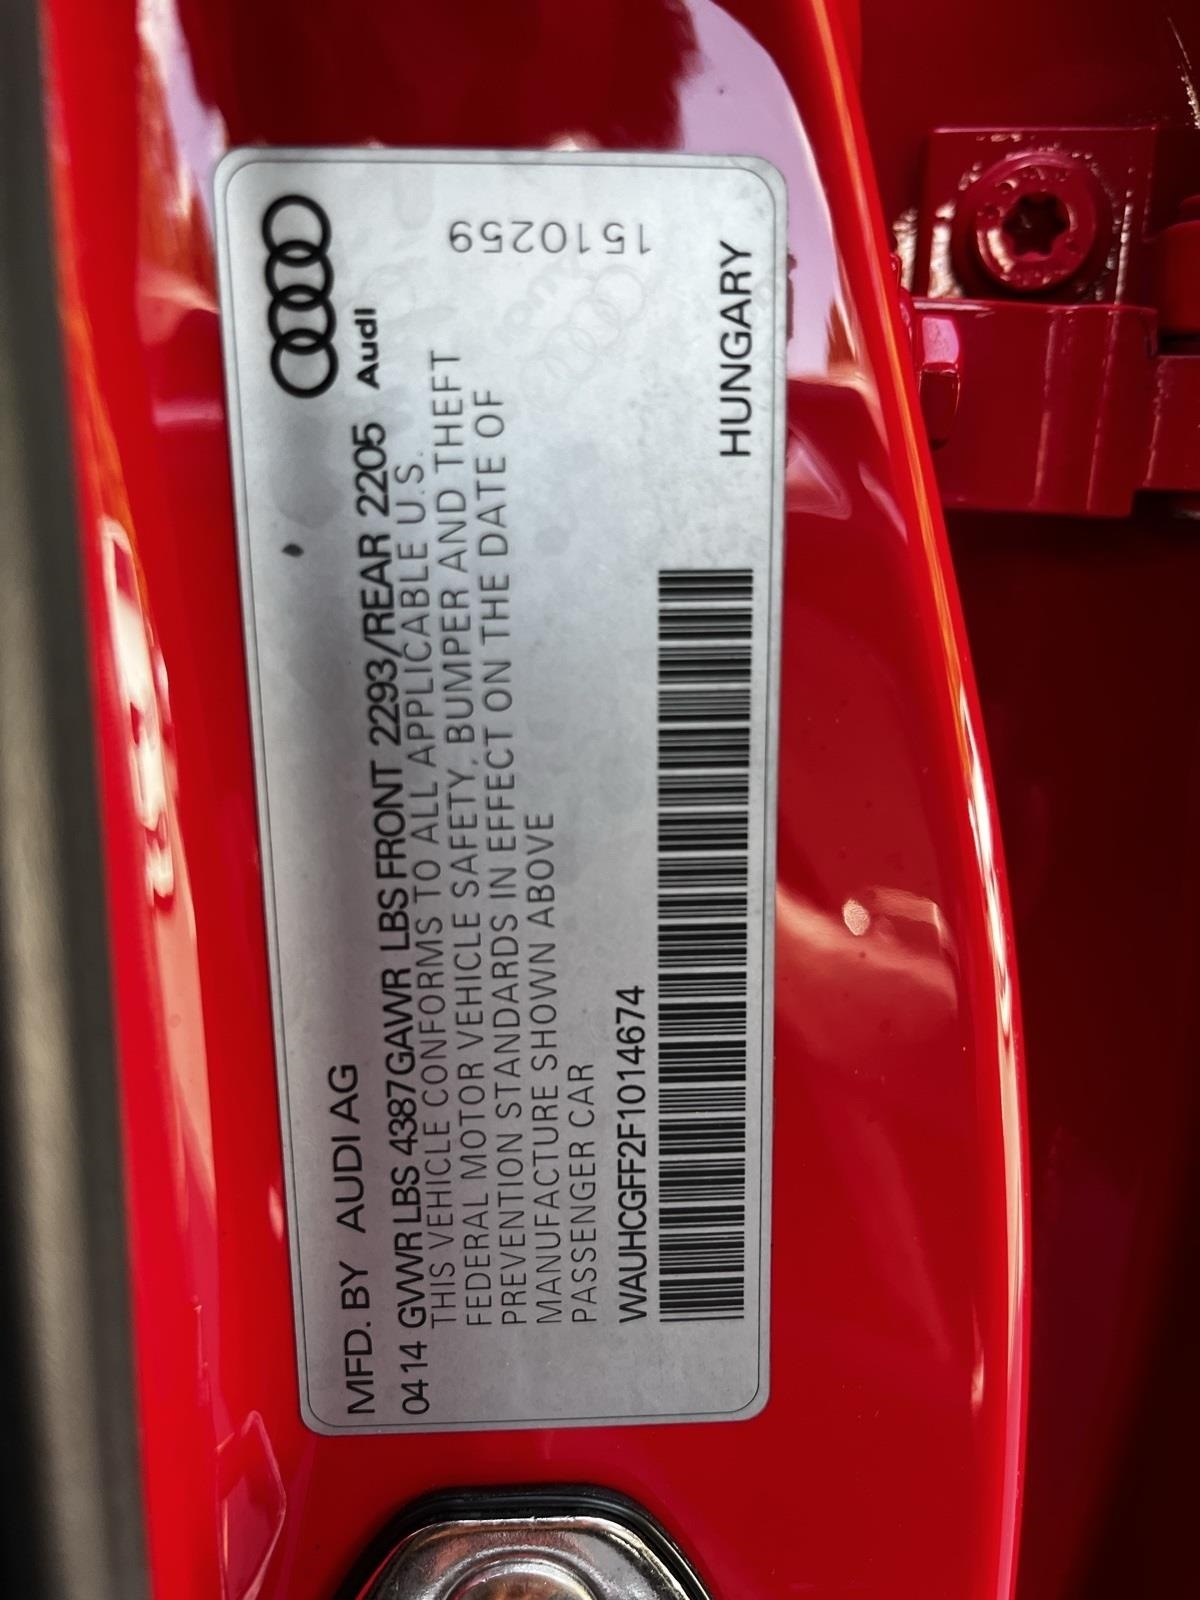 Audi
MFD. BY AUDI AG
0414 GVWR LBS 4387 GAWR LBS FRONT 2293/REAR 2205
THIS VEHICLE CONFORMS TO ALL APPLICABLE U.S.
FEDERAL MOTOR VEHICLE SAFETY, BUMPER AND THEFT
PREVENTION STANDARDS IN EFFECT ON THE DATE OF
MANUFACTURE SHOWN ABOVE
PASSENGER CAR
WAUHCGFF2F1014674
1510259
HUNGARY